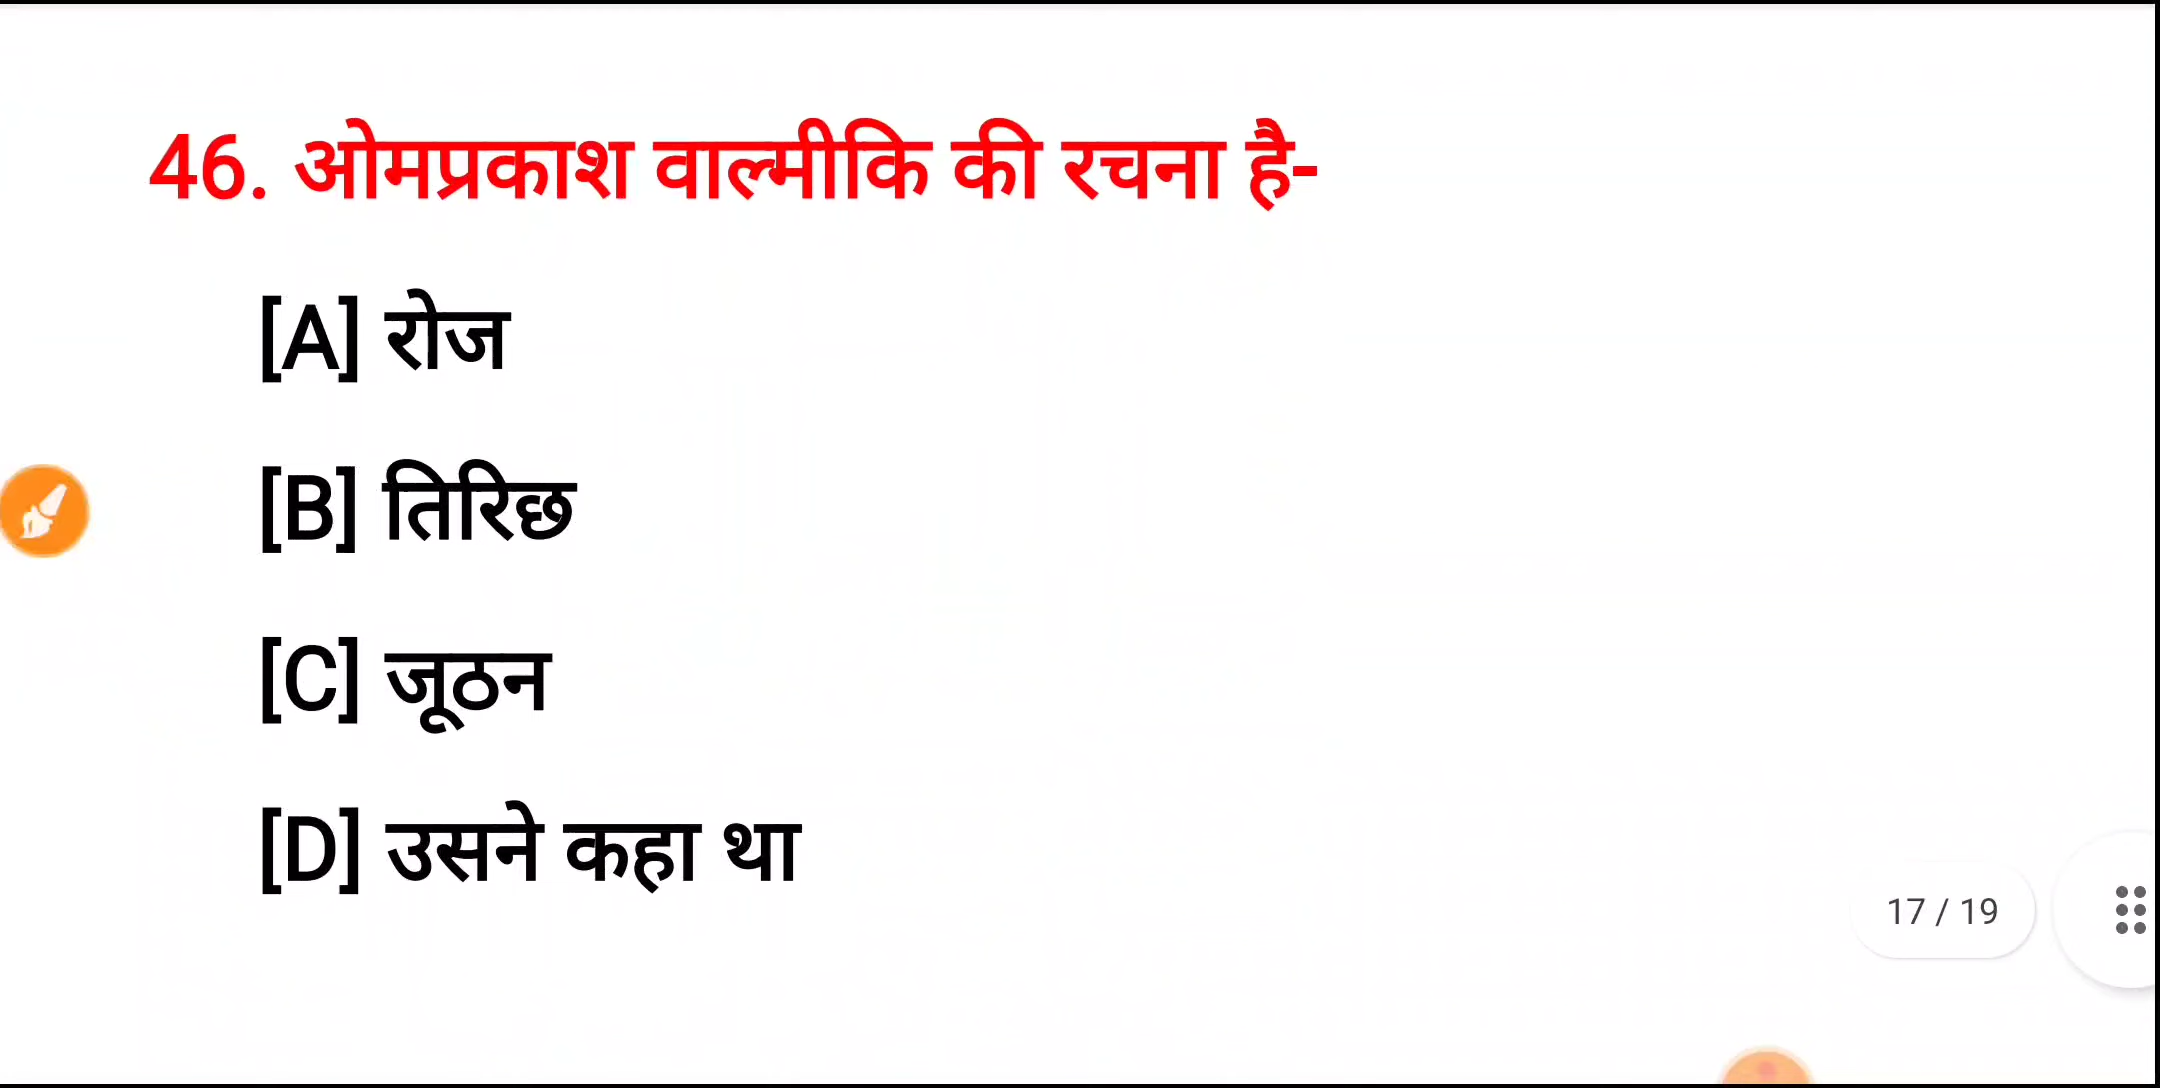 46. ओमप्रकाश वाल्मीकि की रचना है-
[A] रोज
[B] तिरिछ
[C] जूठन
[D] उसने कहा था
17 / 19